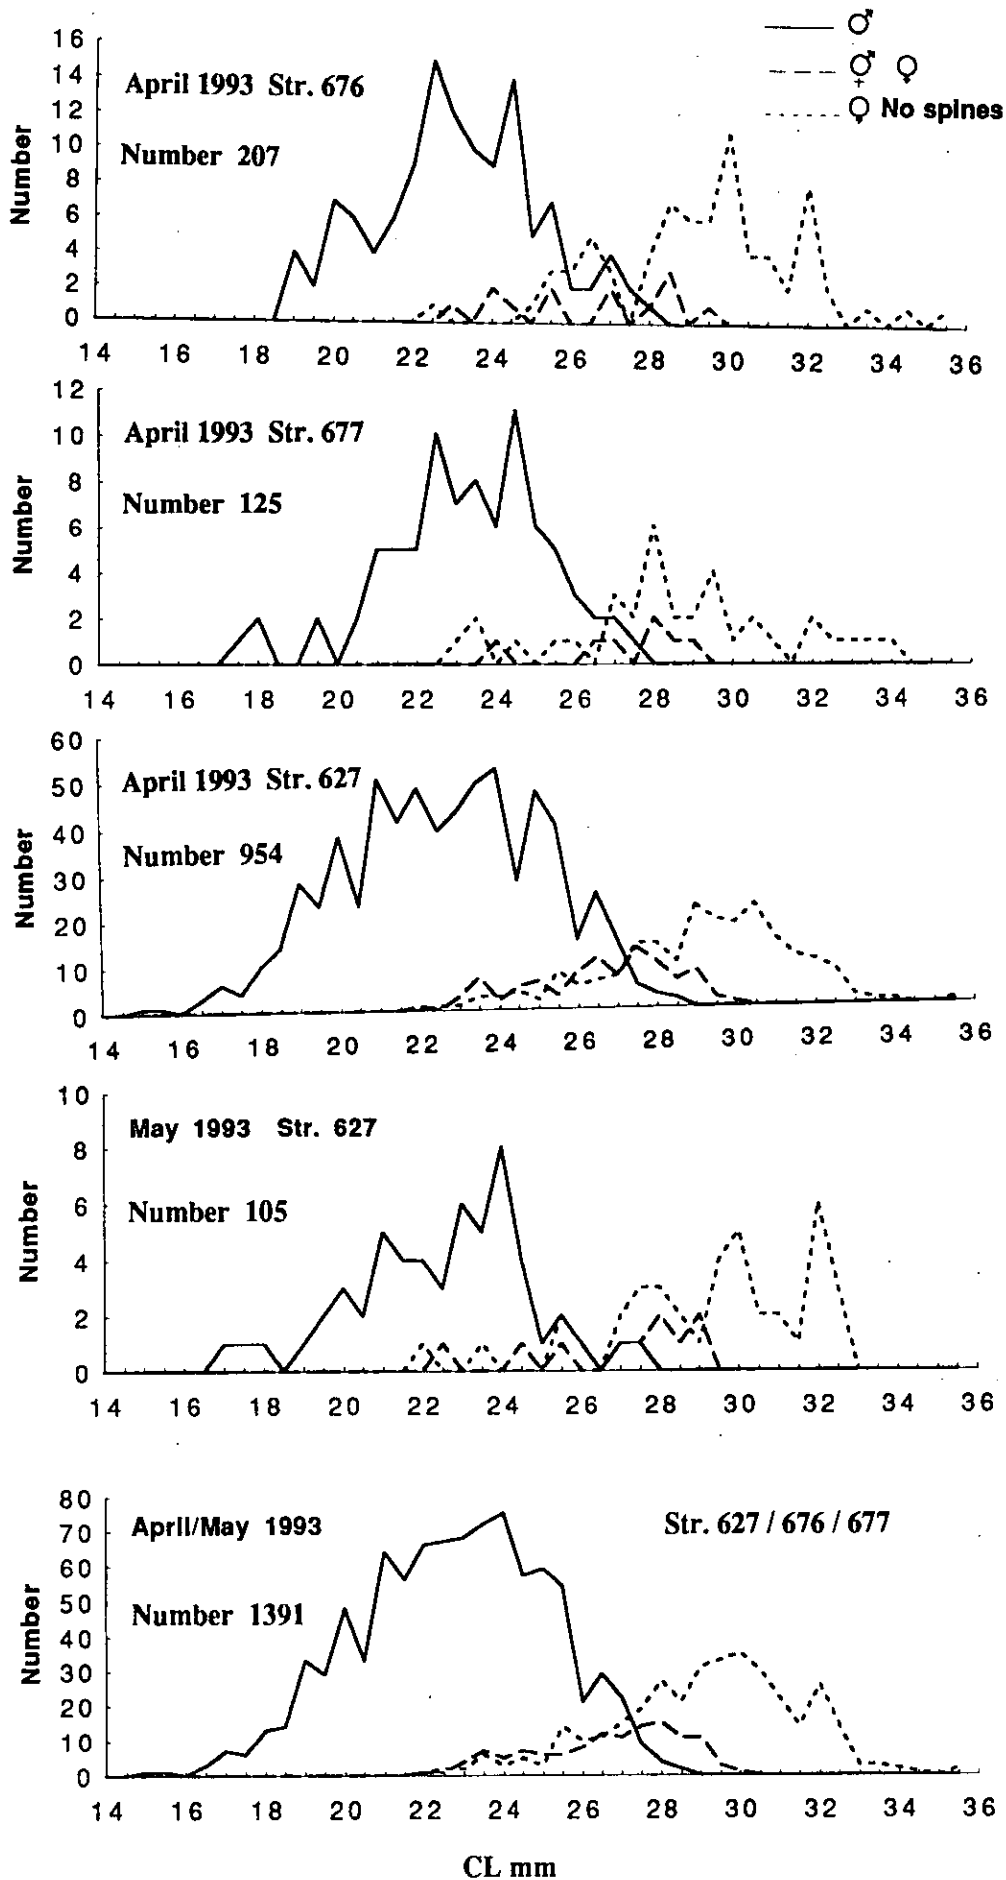 ♂
⚥ ♀
♀ No spines
April 1993 Str. 676
Number 207
Number
16
14
12
10
8
6
4
2
0
14 16 18 20 22 24 26 28 30 32 34 36
April 1993 Str. 677
Number 125
Number
12
10
8
6
4
2
0
14 16 18 20 22 24 26 28 30 32 34 36
April 1993 Str. 627
Number 954
Number
60
50
40
30
20
10
0
14 16 18 20 22 24 26 28 30 32 34 36
May 1993 Str. 627
Number 105
Number
10
8
6
4
2
0
14 16 18 20 22 24 26 28 30 32 34 36
April/May 1993 Str. 627 / 676 / 677
Number 1391
Number
80
70
60
50
40
30
20
10
0
14 16 18 20 22 24 26 28 30 32 34 36
CL mm